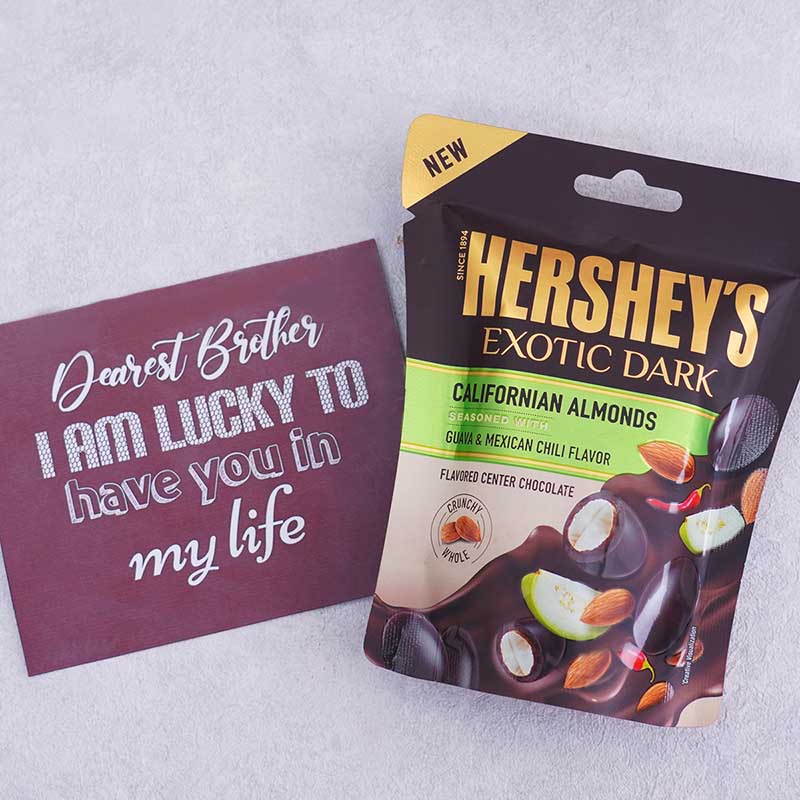 Dearest Brother
I AM LUCKY TO
have you in
my life
NEW
SINCE 1894
HERSHEY'S
EXOTIC DARK
CALIFORNIAN ALMONDS
SEASONED WITH
GUAVA & MEXICAN CHILI FLAVOR
FLAVORED CENTER CHOCOLATE
CRUNCHY
WHOLE
Creative Visualization